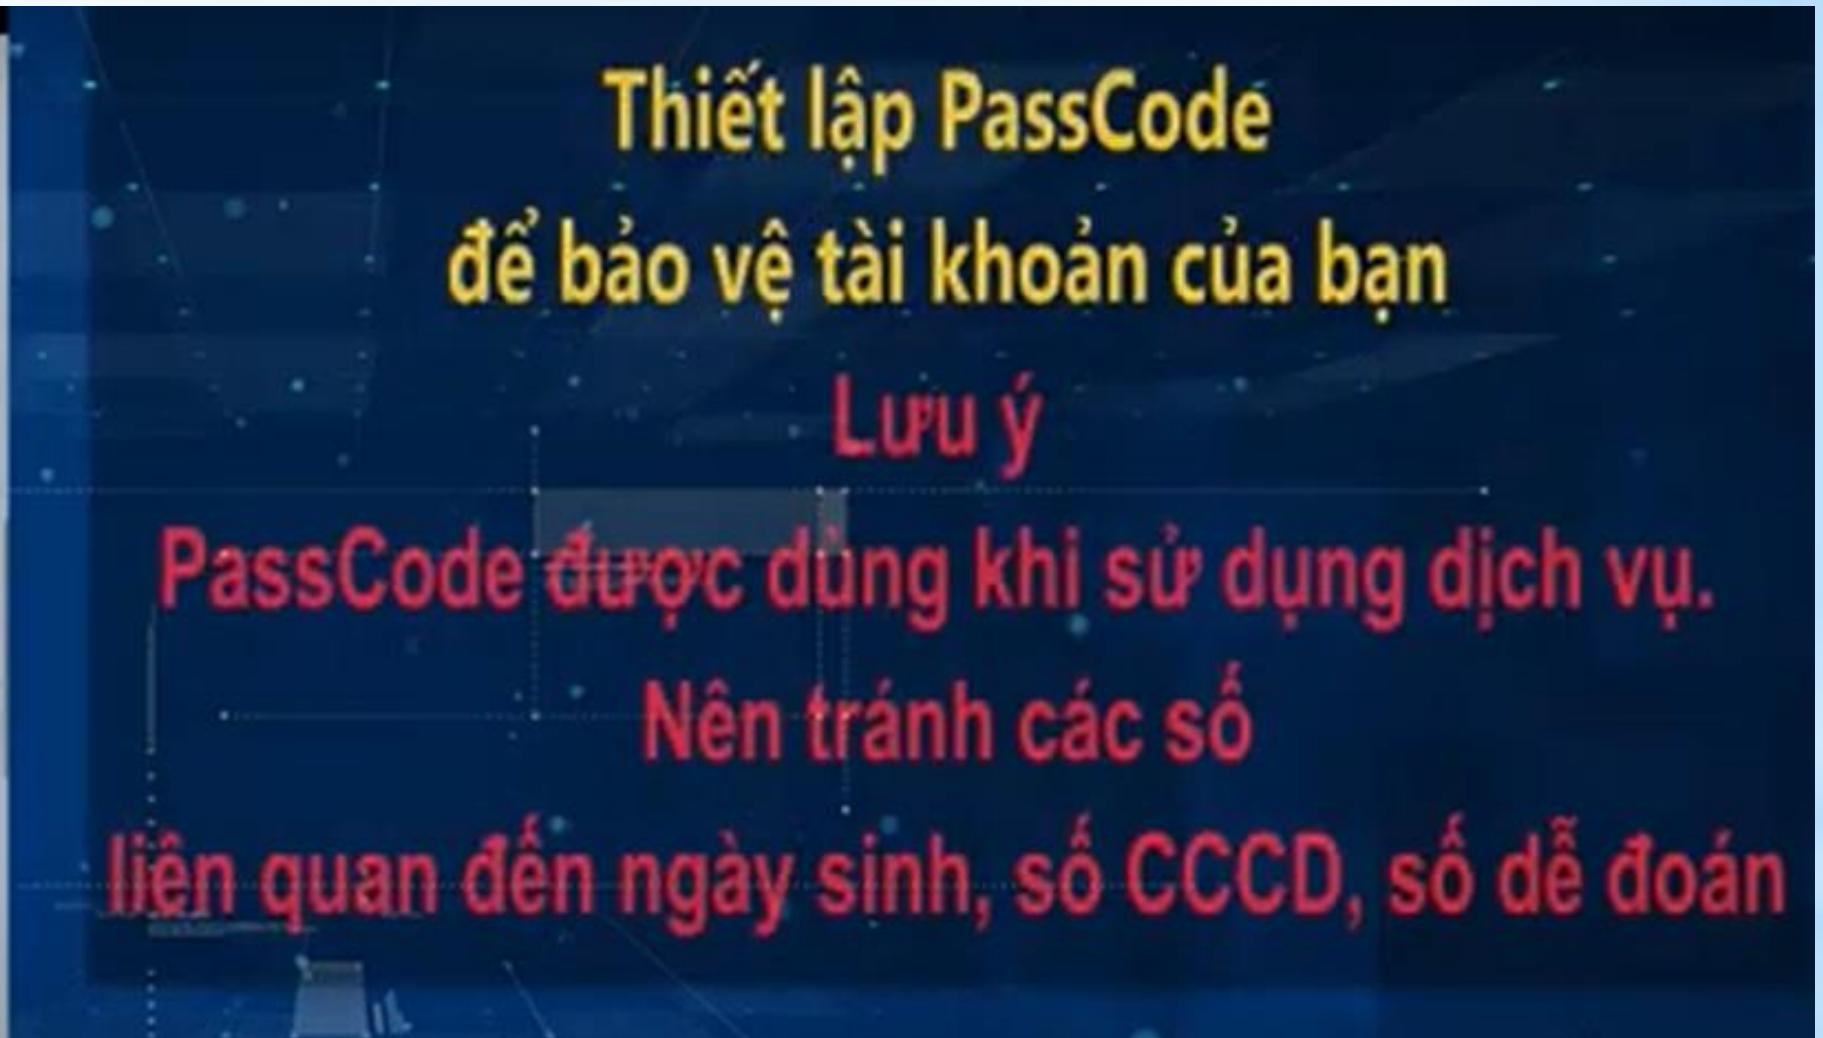 Thiết lập PassCode
để bảo vệ tài khoản của bạn
Lưu ý
PassCode được dùng khi sử dụng dịch vụ.
Nên tránh các số
liên quan đến ngày sinh, số CCCD, số dễ đoán